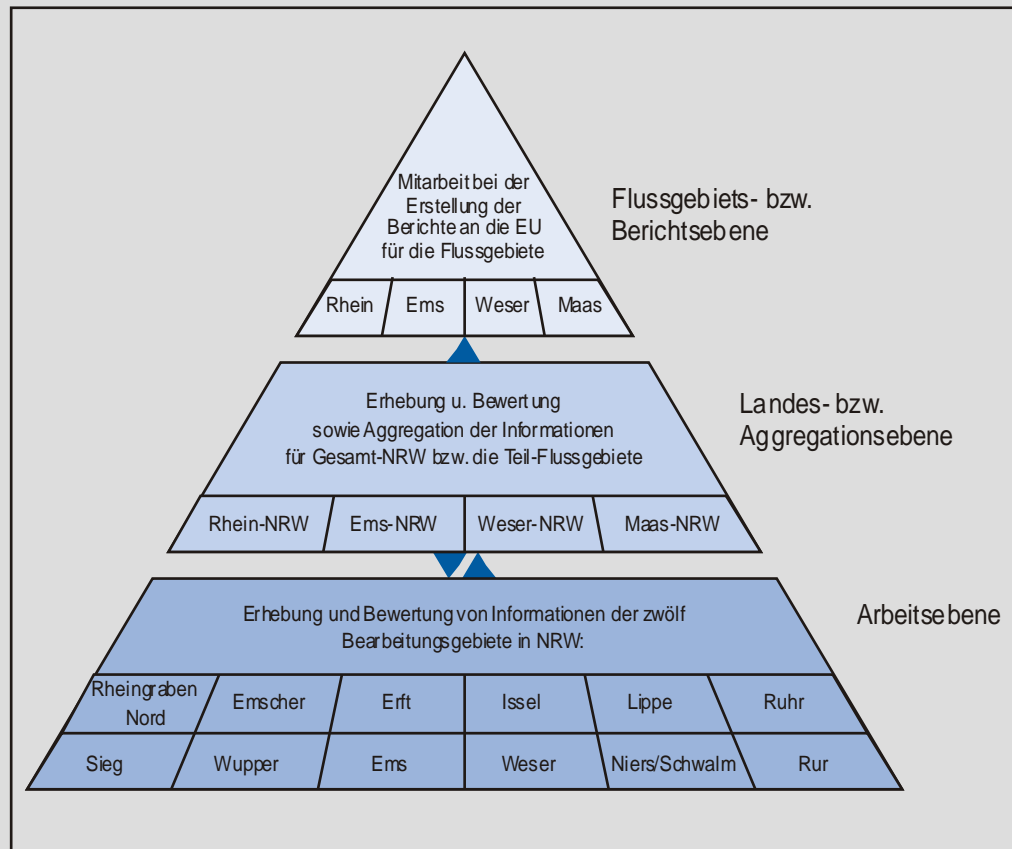 Mitarbeit bei der
Erstellung der
Berichte an die EU
für die Flussgebiete
Flussgebiets- bzw.
Berichtsebene
Rhein Ems Weser Maas
Erhebung u. Bewertung
sowie Aggregation der Informationen
für Gesamt-NRW bzw. die Teil-Flussgebiete
Landes- bzw.
Aggregationsebene
Rhein-NRW Ems-NRW Weser-NRW Maas-NRW
Erhebung und Bewertung von Informationen der zwölf
Bearbeitungsgebiete in NRW:
Arbeitsebene
Rheingraben
Nord
Emscher Erft Issel Lippe Ruhr
Sieg Wupper Ems Weser Niers/Schwalm Rur